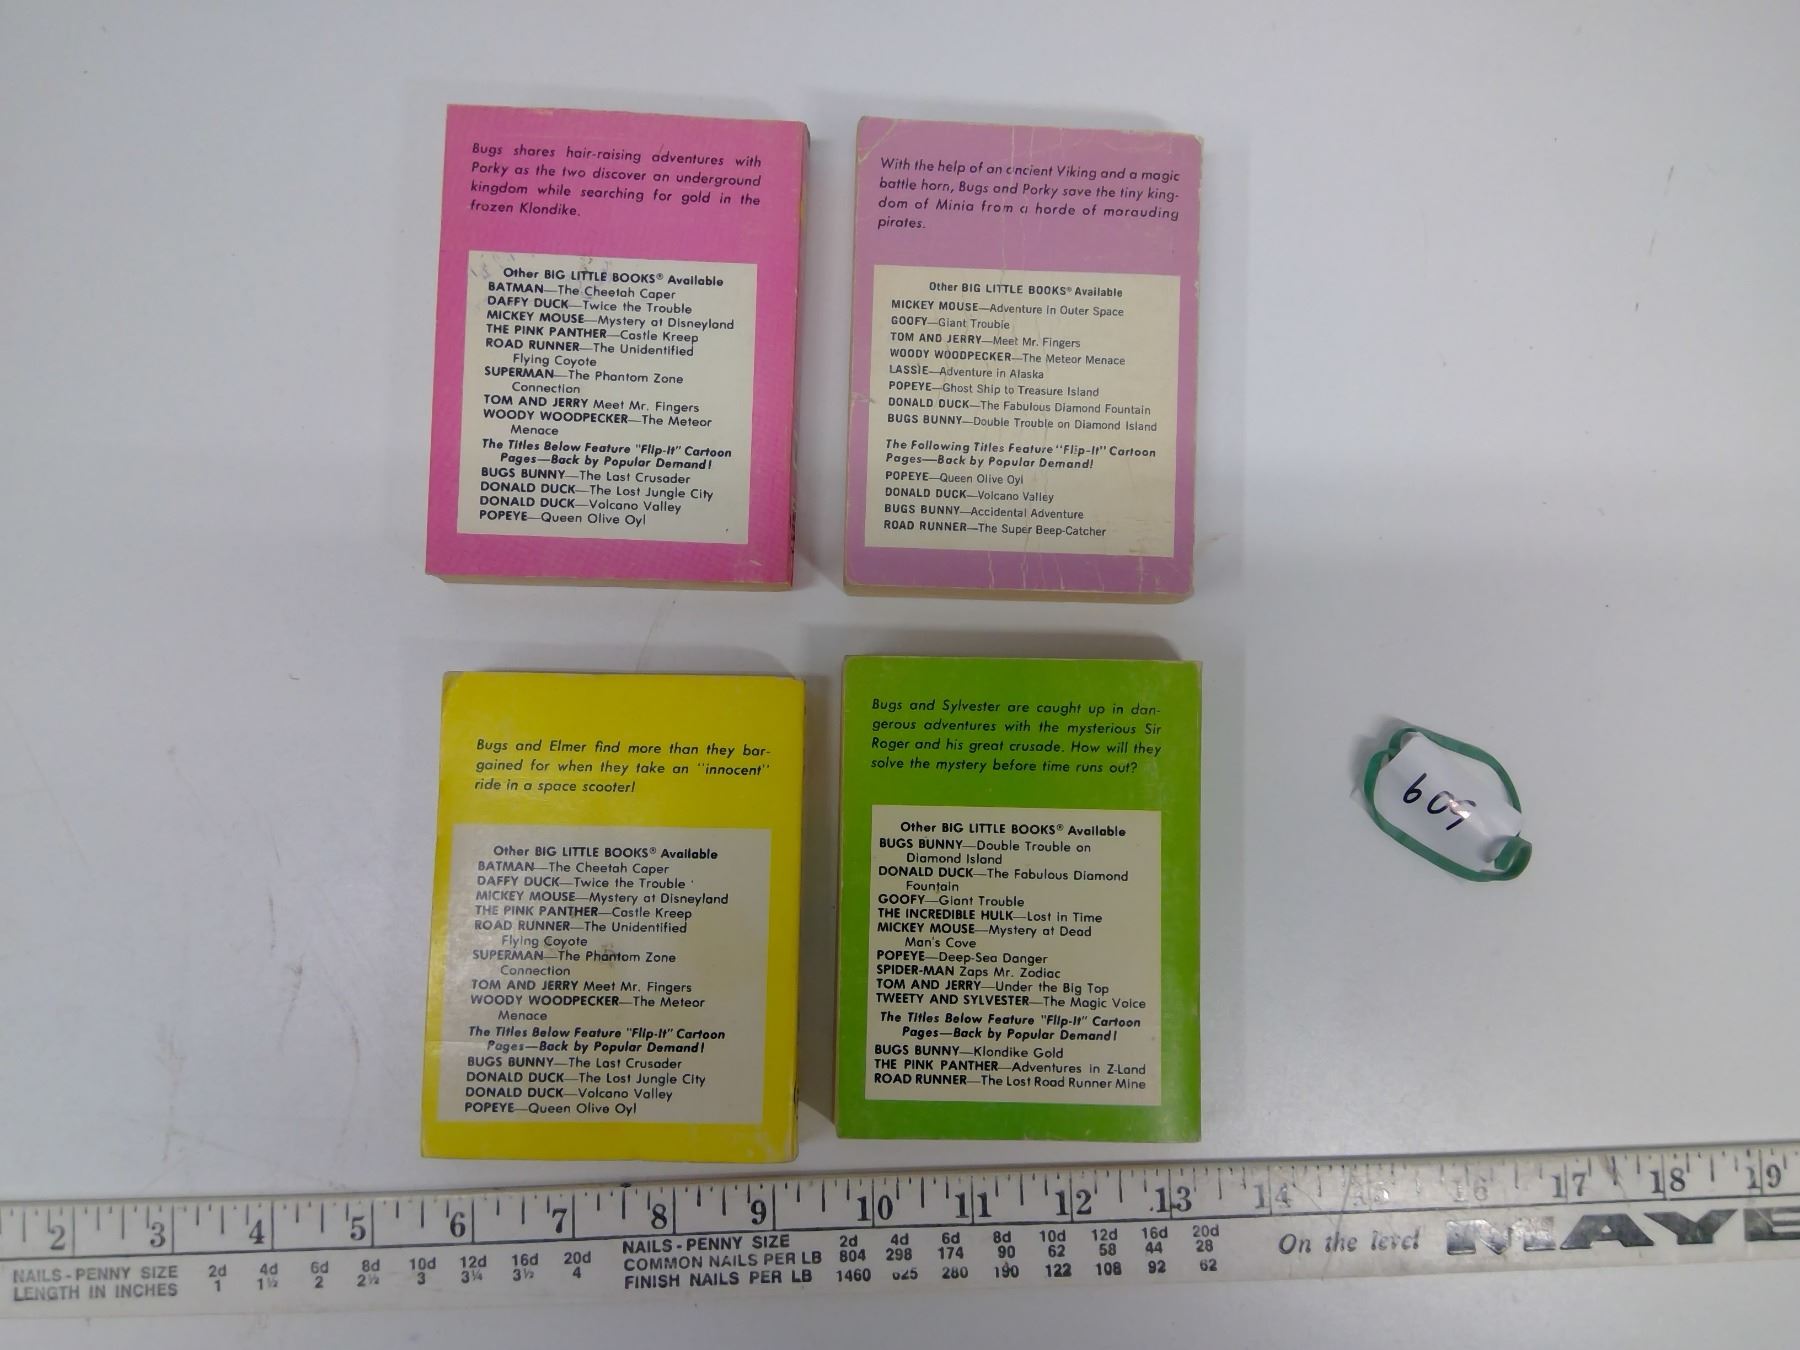 Bugs shares hair-raising adventures with
Porky as the two discover an underground
kingdom while searching for gold in the
frozen Klondike.
Other BIG LITTLE BOOKS® Available
BATMAN—The Cheetah Caper
DAFFY DUCK—Twice the Trouble
MICKEY MOUSE—Mystery at Disneyland
THE PINK PANTHER—Castle Kreep
ROAD RUNNER—The Unidentified
Flying Coyote
SUPERMAN—The Phantom Zone
Connection
TOM AND JERRY Meet Mr. Fingers
WOODY WOODPECKER—The Meteor
Menace
The Titles Below Feature "Flip-It" Cartoon
Pages—Back by Popular Demand!
BUGS BUNNY—The Last Crusader
DONALD DUCK—The Lost Jungle City
DONALD DUCK—Volcano Valley
POPEYE—Queen Olive Oyl
With the help of an ancient Viking and a magic
battle horn, Bugs and Porky save the tiny king-
dom of Minia from a horde of marauding
pirates.
Other BIG LITTLE BOOKS® Available
MICKEY MOUSE—Adventure in Outer Space
GOOFY—Giant Trouble
TOM AND JERRY—Meet Mr. Fingers
WOODY WOODPECKER—The Meteor Menace
LASSIE—Adventure in Alaska
POPEYE—Ghost Ship to Treasure Island
DONALD DUCK—The Fabulous Diamond Fountain
BUGS BUNNY—Double Trouble on Diamond Island
The Following Titles Feature "Flip-It" Cartoon
Pages—Back by Popular Demand!
POPEYE—Queen Olive Oyl
DONALD DUCK—Volcano Valley
BUGS BUNNY—Accidental Adventure
ROAD RUNNER—The Super Beep-Catcher
Bugs and Elmer find more than they bar-
gained for when they take an "innocent"
ride in a space scooter!
Other BIG LITTLE BOOKS® Available
BATMAN—The Cheetah Caper
DAFFY DUCK—Twice the Trouble
MICKEY MOUSE—Mystery at Disneyland
THE PINK PANTHER—Castle Kreep
ROAD RUNNER—The Unidentified
Flying Coyote
SUPERMAN—The Phantom Zone
Connection
TOM AND JERRY Meet Mr. Fingers
WOODY WOODPECKER—The Meteor
Menace
The Titles Below Feature "Flip-It" Cartoon
Pages—Back by Popular Demand!
BUGS BUNNY—The Last Crusader
DONALD DUCK—The Lost Jungle City
DONALD DUCK—Volcano Valley
POPEYE—Queen Olive Oyl
Bugs and Sylvester are caught up in dan-
gerous adventures with the mysterious Sir
Roger and his great crusade. How will they
solve the mystery before time runs out?
Other BIG LITTLE BOOKS® Available
BUGS BUNNY—Double Trouble on
Diamond Island
DONALD DUCK—The Fabulous Diamond
Fountain
GOOFY—Giant Trouble
THE INCREDIBLE HULK—Lost in Time
MICKEY MOUSE—Mystery at Dead
Man's Cove
POPEYE—Deep-Sea Danger
SPIDER-MAN Zaps Mr. Zodiac
TOM AND JERRY—Under the Big Top
TWEETY AND SYLVESTER—The Magic Voice
The Titles Below Feature "Flip-It" Cartoon
Pages—Back by Popular Demand!
BUGS BUNNY—Klondike Gold
THE PINK PANTHER—Adventures in Z-Land
ROAD RUNNER—The Lost Road Runner Mine
609
2 3 4 5 6 7 8 9 10 11 12 13 14 15 16 17 18 19
NAILS-PENNY SIZE 2d 4d 6d 8d 10d 12d 16d 20d
LENGTH IN INCHES 1 1½ 2 2½ 3 3¼ 3½ 4
NAILS-PENNY SIZE 2d 4d 6d 8d 10d 12d 16d 20d
COMMON NAILS PER LB 804 298 174 90 62 58 44 28
FINISH NAILS PER LB 1460 625 280 190 122 108 92 62
On the level MAYE